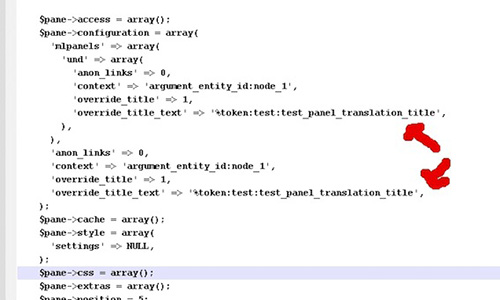 $pane->access = array();
$pane->configuration = array(
'mlpanels' => array(
'und' => array(
'anon_links' => 0,
'context' => 'argument_entity_id:node_1',
'override_title' => 1,
'override_title_text' => '%token:test:test_panel_translation_title',
),
),
'anon_links' => 0,
'context' => 'argument_entity_id:node_1',
'override_title' => 1,
'override_title_text' => '%token:test:test_panel_translation_title',
);
$pane->cache = array();
$pane->style = array(
'settings' => NULL,
);
$pane->css = array();
$pane->extras = array();
$pane->position = 5;